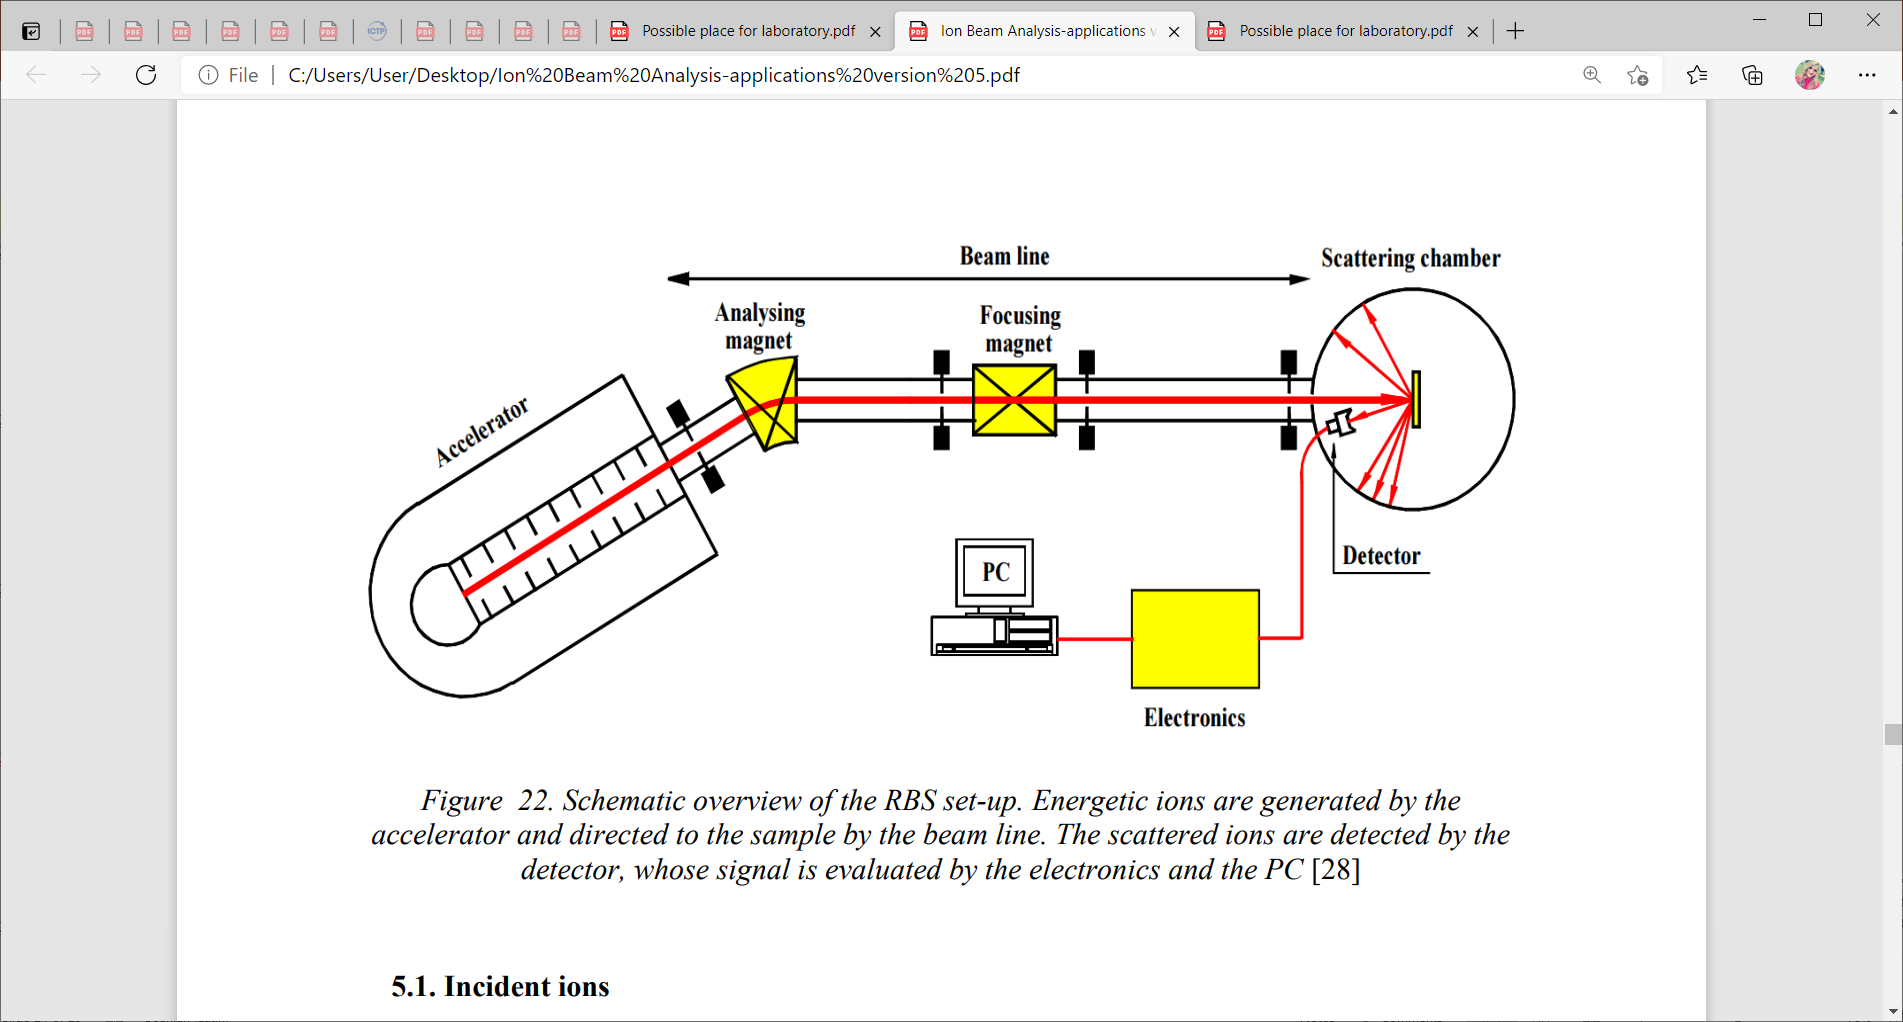 Possible place for laboratory.pdf
Ion Beam Analysis-applications v
Possible place for laboratory.pdf
File
C:/Users/User/Desktop/Ion%20Beam%20Analysis-applications%20version%205.pdf
Beam line
Scattering chamber
Analysing
magnet
Focusing
magnet
Accelerator
Detector
PC
Electronics
Figure 22. Schematic overview of the RBS set-up. Energetic ions are generated by the
accelerator and directed to the sample by the beam line. The scattered ions are detected by the
detector, whose signal is evaluated by the electronics and the PC [28]
5.1. Incident ions